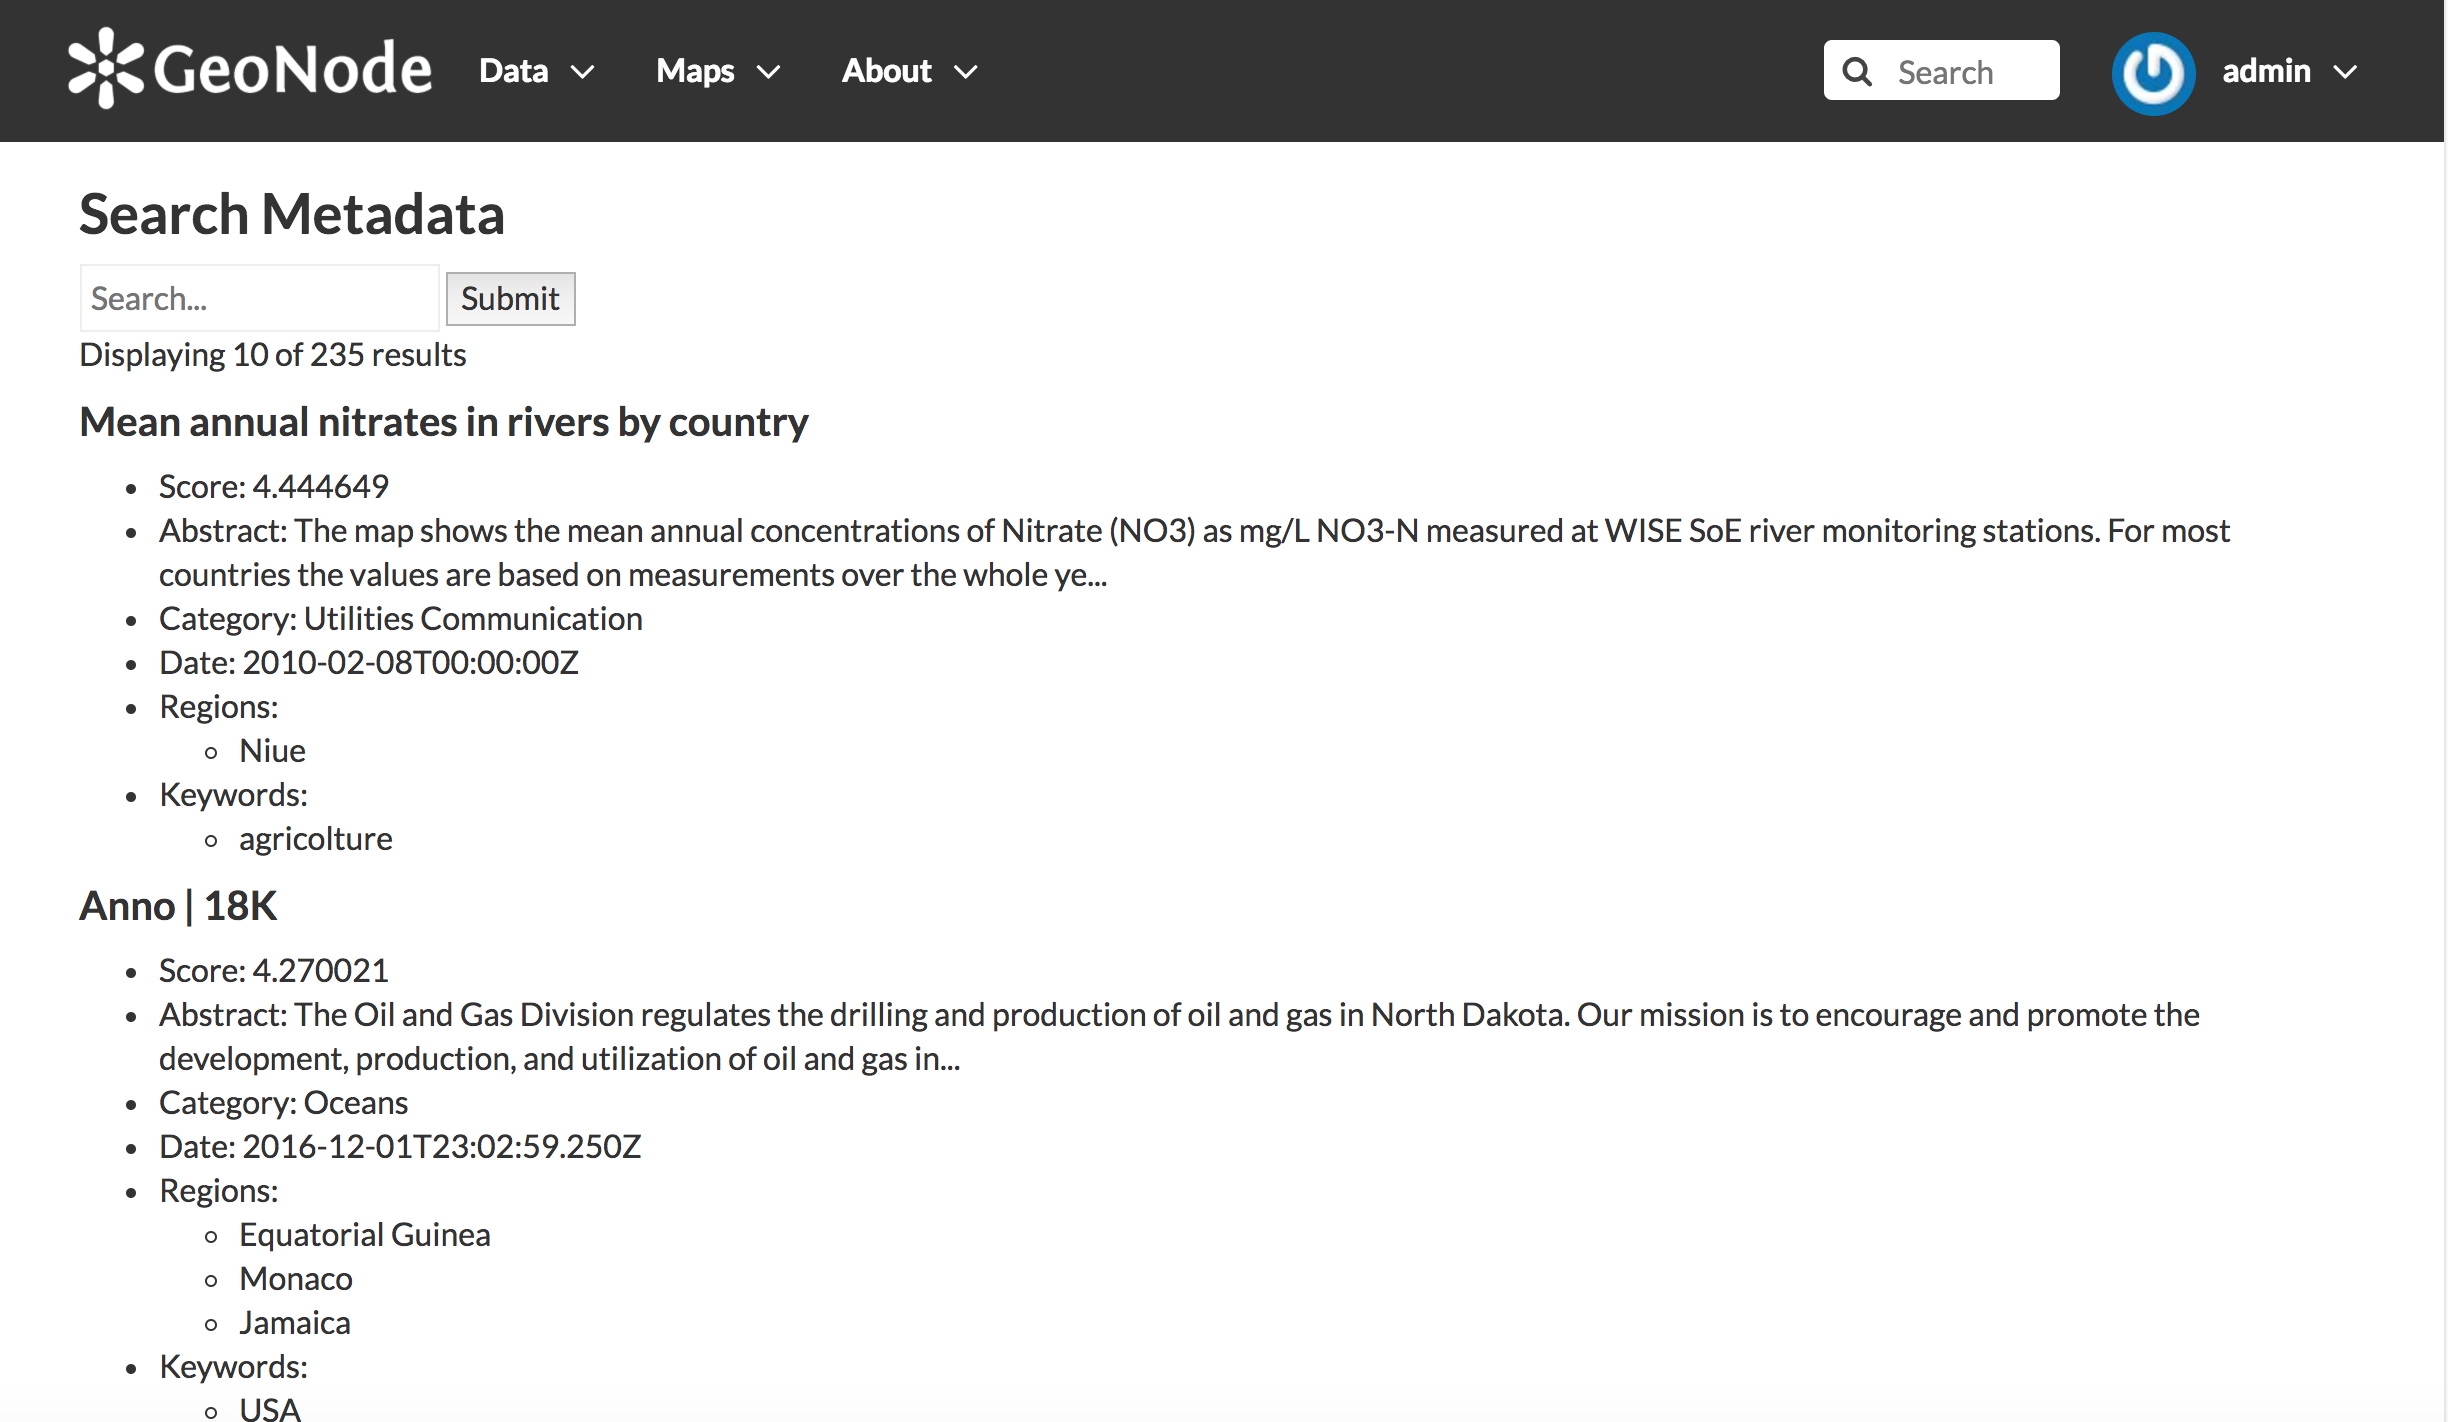 GeoNode Data Maps About Search admin
Search Metadata
Search... Submit
Displaying 10 of 235 results
Mean annual nitrates in rivers by country
Score: 4.444649
Abstract: The map shows the mean annual concentrations of Nitrate (NO3) as mg/L NO3-N measured at WISE SoE river monitoring stations. For most
countries the values are based on measurements over the whole ye...
Category: Utilities Communication
Date: 2010-02-08T00:00:00Z
Regions:
Niue
Keywords:
agricolture
Anno | 18K
Score: 4.270021
Abstract: The Oil and Gas Division regulates the drilling and production of oil and gas in North Dakota. Our mission is to encourage and promote the
development, production, and utilization of oil and gas in...
Category: Oceans
Date: 2016-12-01T23:02:59.250Z
Regions:
Equatorial Guinea
Monaco
Jamaica
Keywords:
USA